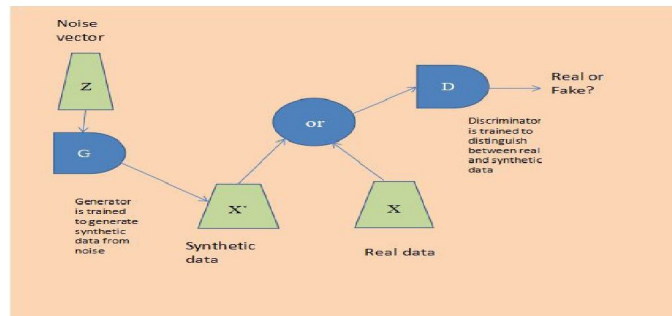 Noise
vector
Z
G
Generator
is trained
to generate
synthetic
data from
noise
X*
Synthetic
data
or
X
Real data
D
Real or
Fake?
Discriminator
is trained to
distinguish
between real
and synthetic
data